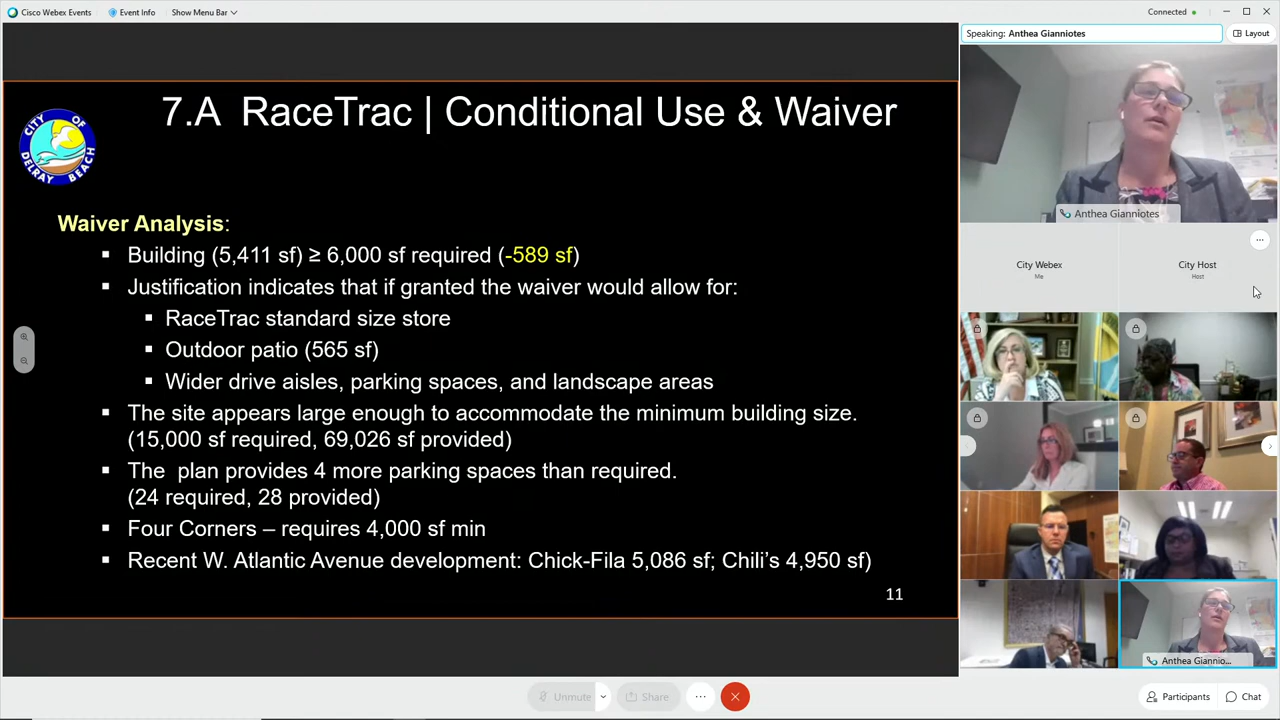 Cisco Webex Events
Event Info
Show Menu Bar
Connected
Speaking: Anthea Gianniotes
Layout
7.A RaceTrac | Conditional Use & Waiver
CITY OF
DELRAY BEACH
Waiver Analysis:
Building (5,411 sf) ≥ 6,000 sf required (-589 sf)
Justification indicates that if granted the waiver would allow for:
RaceTrac standard size store
Outdoor patio (565 sf)
Wider drive aisles, parking spaces, and landscape areas
The site appears large enough to accommodate the minimum building size.
(15,000 sf required, 69,026 sf provided)
The plan provides 4 more parking spaces than required.
(24 required, 28 provided)
Four Corners – requires 4,000 sf min
Recent W. Atlantic Avenue development: Chick-Fila 5,086 sf; Chili's 4,950 sf)
11
Anthea Gianniotes
City Webex
Me
City Host
Host
Anthea Giannio...
Unmute
Share
Participants
Chat